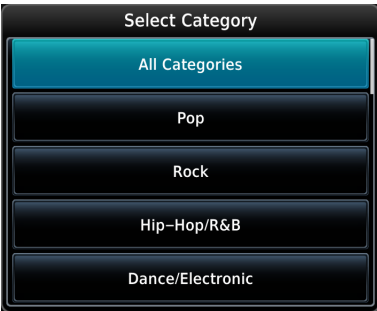 Select Category
All Categories
Pop
Rock
Hip-Hop/R&B
Dance/Electronic